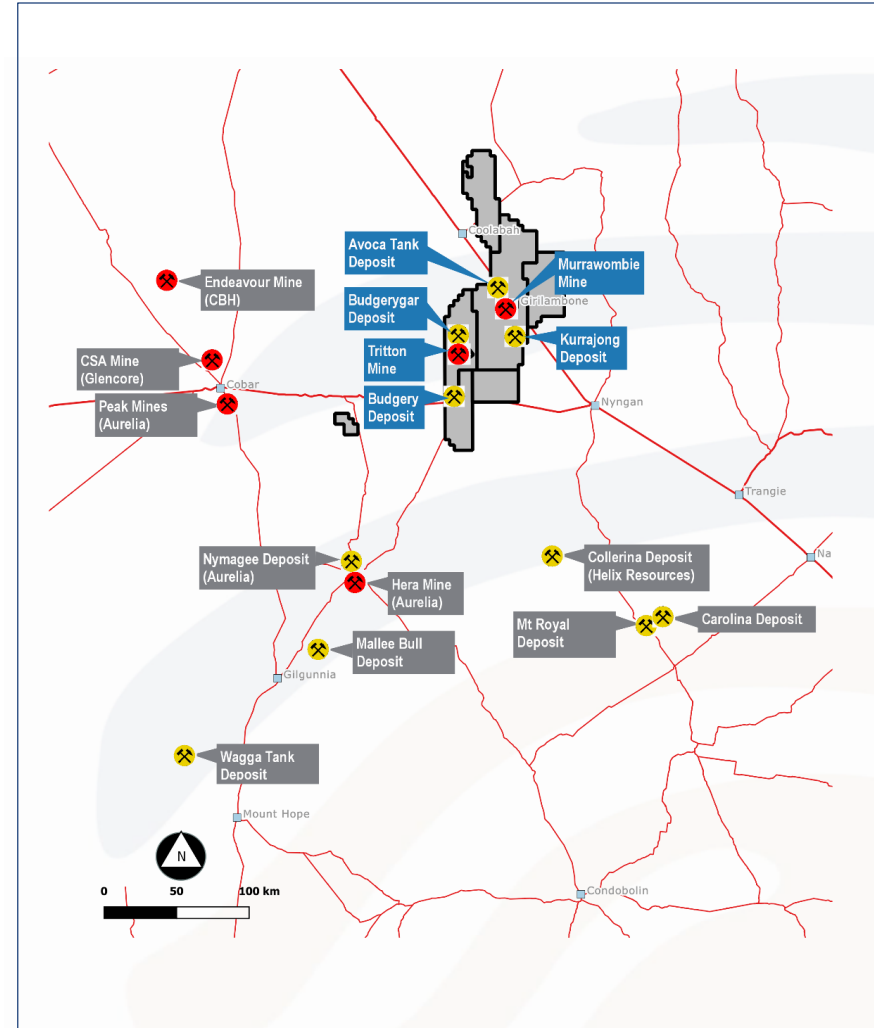 Coolabah
Avoca Tank
Deposit
Murrawombie
Mine
Endeavour Mine
(CBH)
Budgerygar
Deposit
Girilambone
Tritton
Mine
Kurrajong
Deposit
CSA Mine
(Glencore)
Cobar
Peak Mines
(Aurelia)
Budgery
Deposit
Nyngan
Trangie
Nymagee Deposit
(Aurelia)
Collerina Deposit
(Helix Resources)
Na
Hera Mine
(Aurelia)
Mt Royal
Deposit
Carolina Deposit
Mallee Bull
Deposit
Gilgunnia
Wagga Tank
Deposit
Mount Hope
N
0 50 100 km
Condobolin